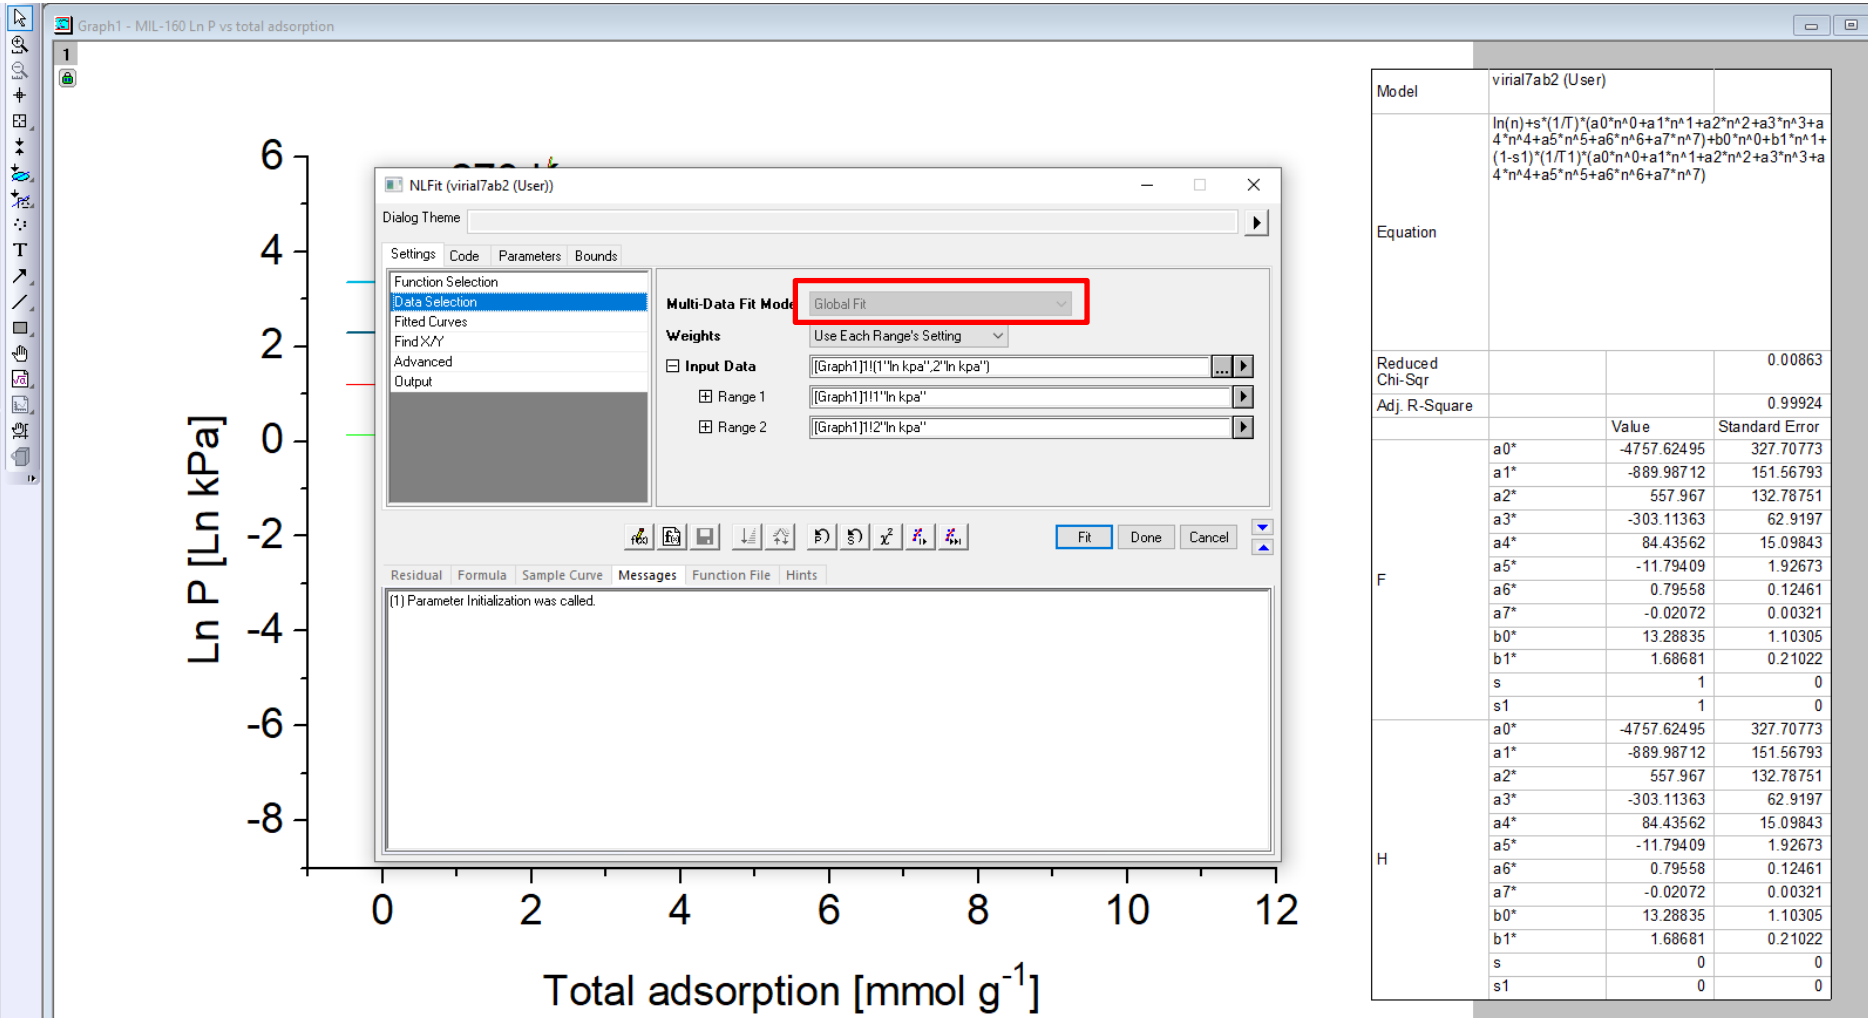 Graph1 - MIL-160 Ln P vs total adsorption
1
T
6
4
2
0
-2
-4
-6
-8
Ln P [Ln kPa]
0 2 4 6 8 10 12
Total adsorption [mmol g-1]
NLFit (virial7ab2 (User))
Dialog Theme
Settings Code Parameters Bounds
Function Selection
Data Selection
Fitted Curves
Find X/Y
Advanced
Output
Multi-Data Fit Mode Global Fit
Weights Use Each Range's Setting
Input Data [Graph1]1!(1"ln kpa",2"ln kpa")
Range 1 [Graph1]1!1"ln kpa"
Range 2 [Graph1]1!2"ln kpa"
Fit Done Cancel
Residual Formula Sample Curve Messages Function File Hints
(1) Parameter Initialization was called.
Model virial7ab2 (User)
Equation
ln(n)+s*(1/T)*(a0*n^0+a1*n^1+a2*n^2+a3*n^3+a
4*n^4+a5*n^5+a6*n^6+a7*n^7)+b0*n^0+b1*n^1+
(1-s1)*(1/T1)*(a0*n^0+a1*n^1+a2*n^2+a3*n^3+a
4*n^4+a5*n^5+a6*n^6+a7*n^7)
Reduced
Chi-Sqr 0.00863
Adj. R-Square 0.99924
Value Standard Error
F
a0* -4757.62495 327.70773
a1* -889.98712 151.56793
a2* 557.967 132.78751
a3* -303.11363 62.9197
a4* 84.43562 15.09843
a5* -11.79409 1.92673
a6* 0.79558 0.12461
a7* -0.02072 0.00321
b0* 13.28835 1.10305
b1* 1.68681 0.21022
s 1 0
s1 1 0
H
a0* -4757.62495 327.70773
a1* -889.98712 151.56793
a2* 557.967 132.78751
a3* -303.11363 62.9197
a4* 84.43562 15.09843
a5* -11.79409 1.92673
a6* 0.79558 0.12461
a7* -0.02072 0.00321
b0* 13.28835 1.10305
b1* 1.68681 0.21022
s 0 0
s1 0 0